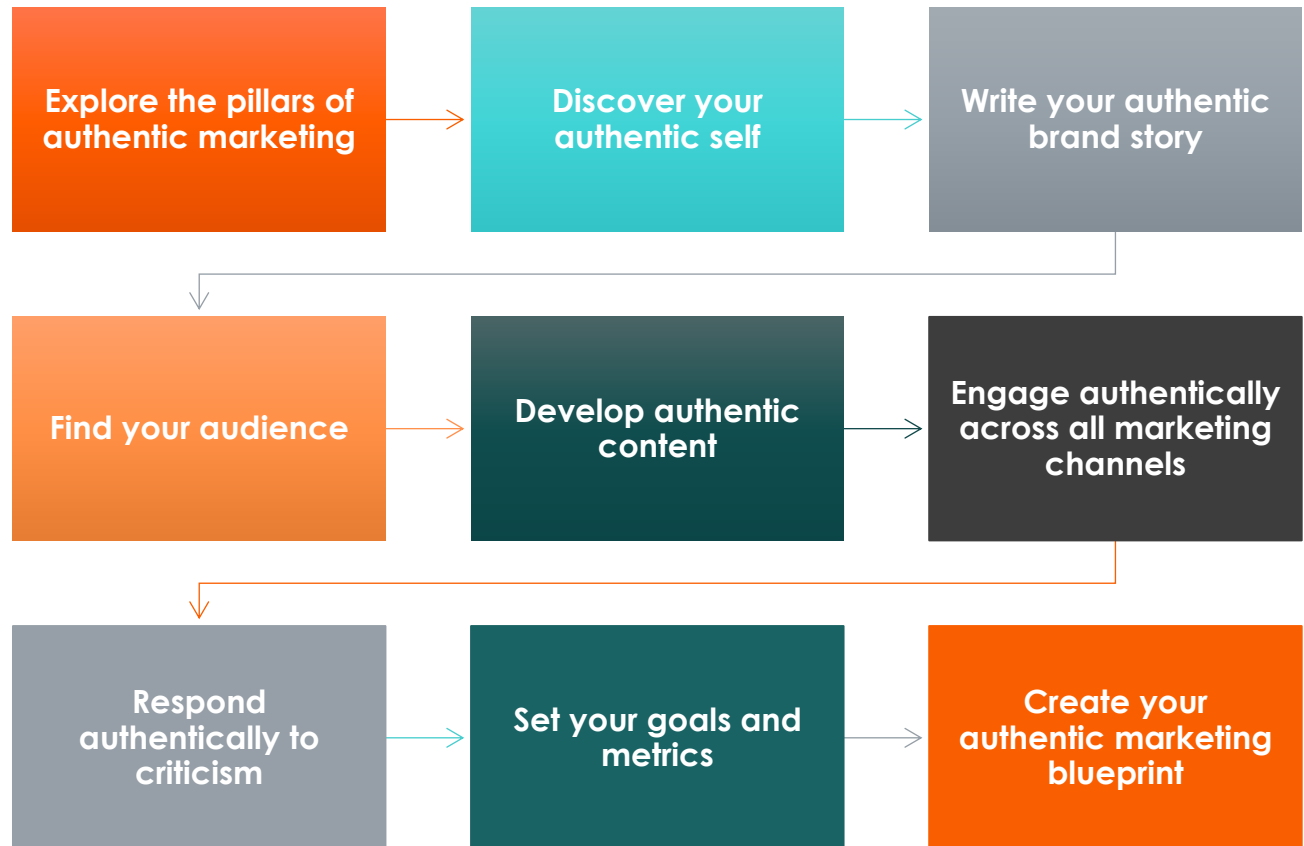 Explore the pillars of
authentic marketing
Discover your
authentic self
Write your authentic
brand story
Find your audience
Develop authentic
content
Engage authentically
across all marketing
channels
Respond
authentically to
criticism
Set your goals and
metrics
Create your
authentic marketing
blueprint